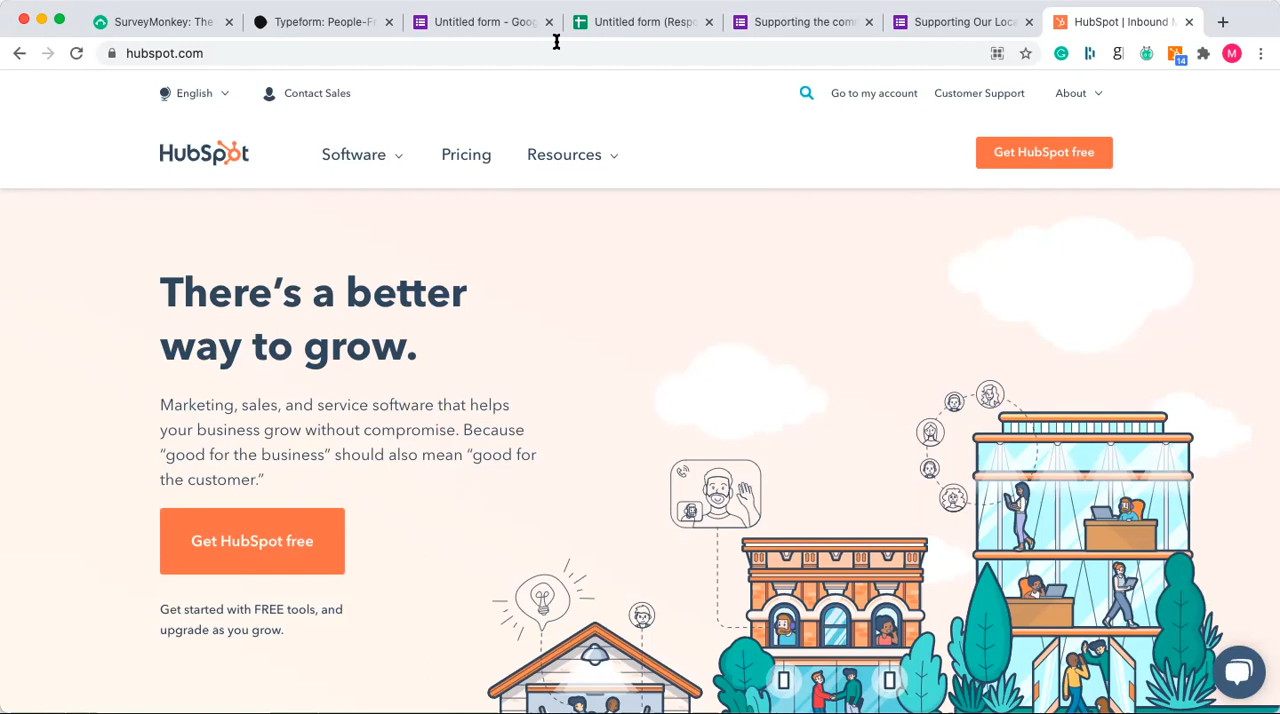 SurveyMonkey: The
Typeform: People-Fr
Untitled form - Goog
Untitled form (Respo
Supporting the com
Supporting Our Loca
HubSpot | Inbound M
hubspot.com
14
M
English
Contact Sales
Go to my account
Customer Support
About
HubSpot
Software
Pricing
Resources
Get HubSpot free
There's a better
way to grow.
Marketing, sales, and service software that helps
your business grow without compromise. Because
“good for the business” should also mean “good for
the customer.”
Get HubSpot free
Get started with FREE tools, and
upgrade as you grow.